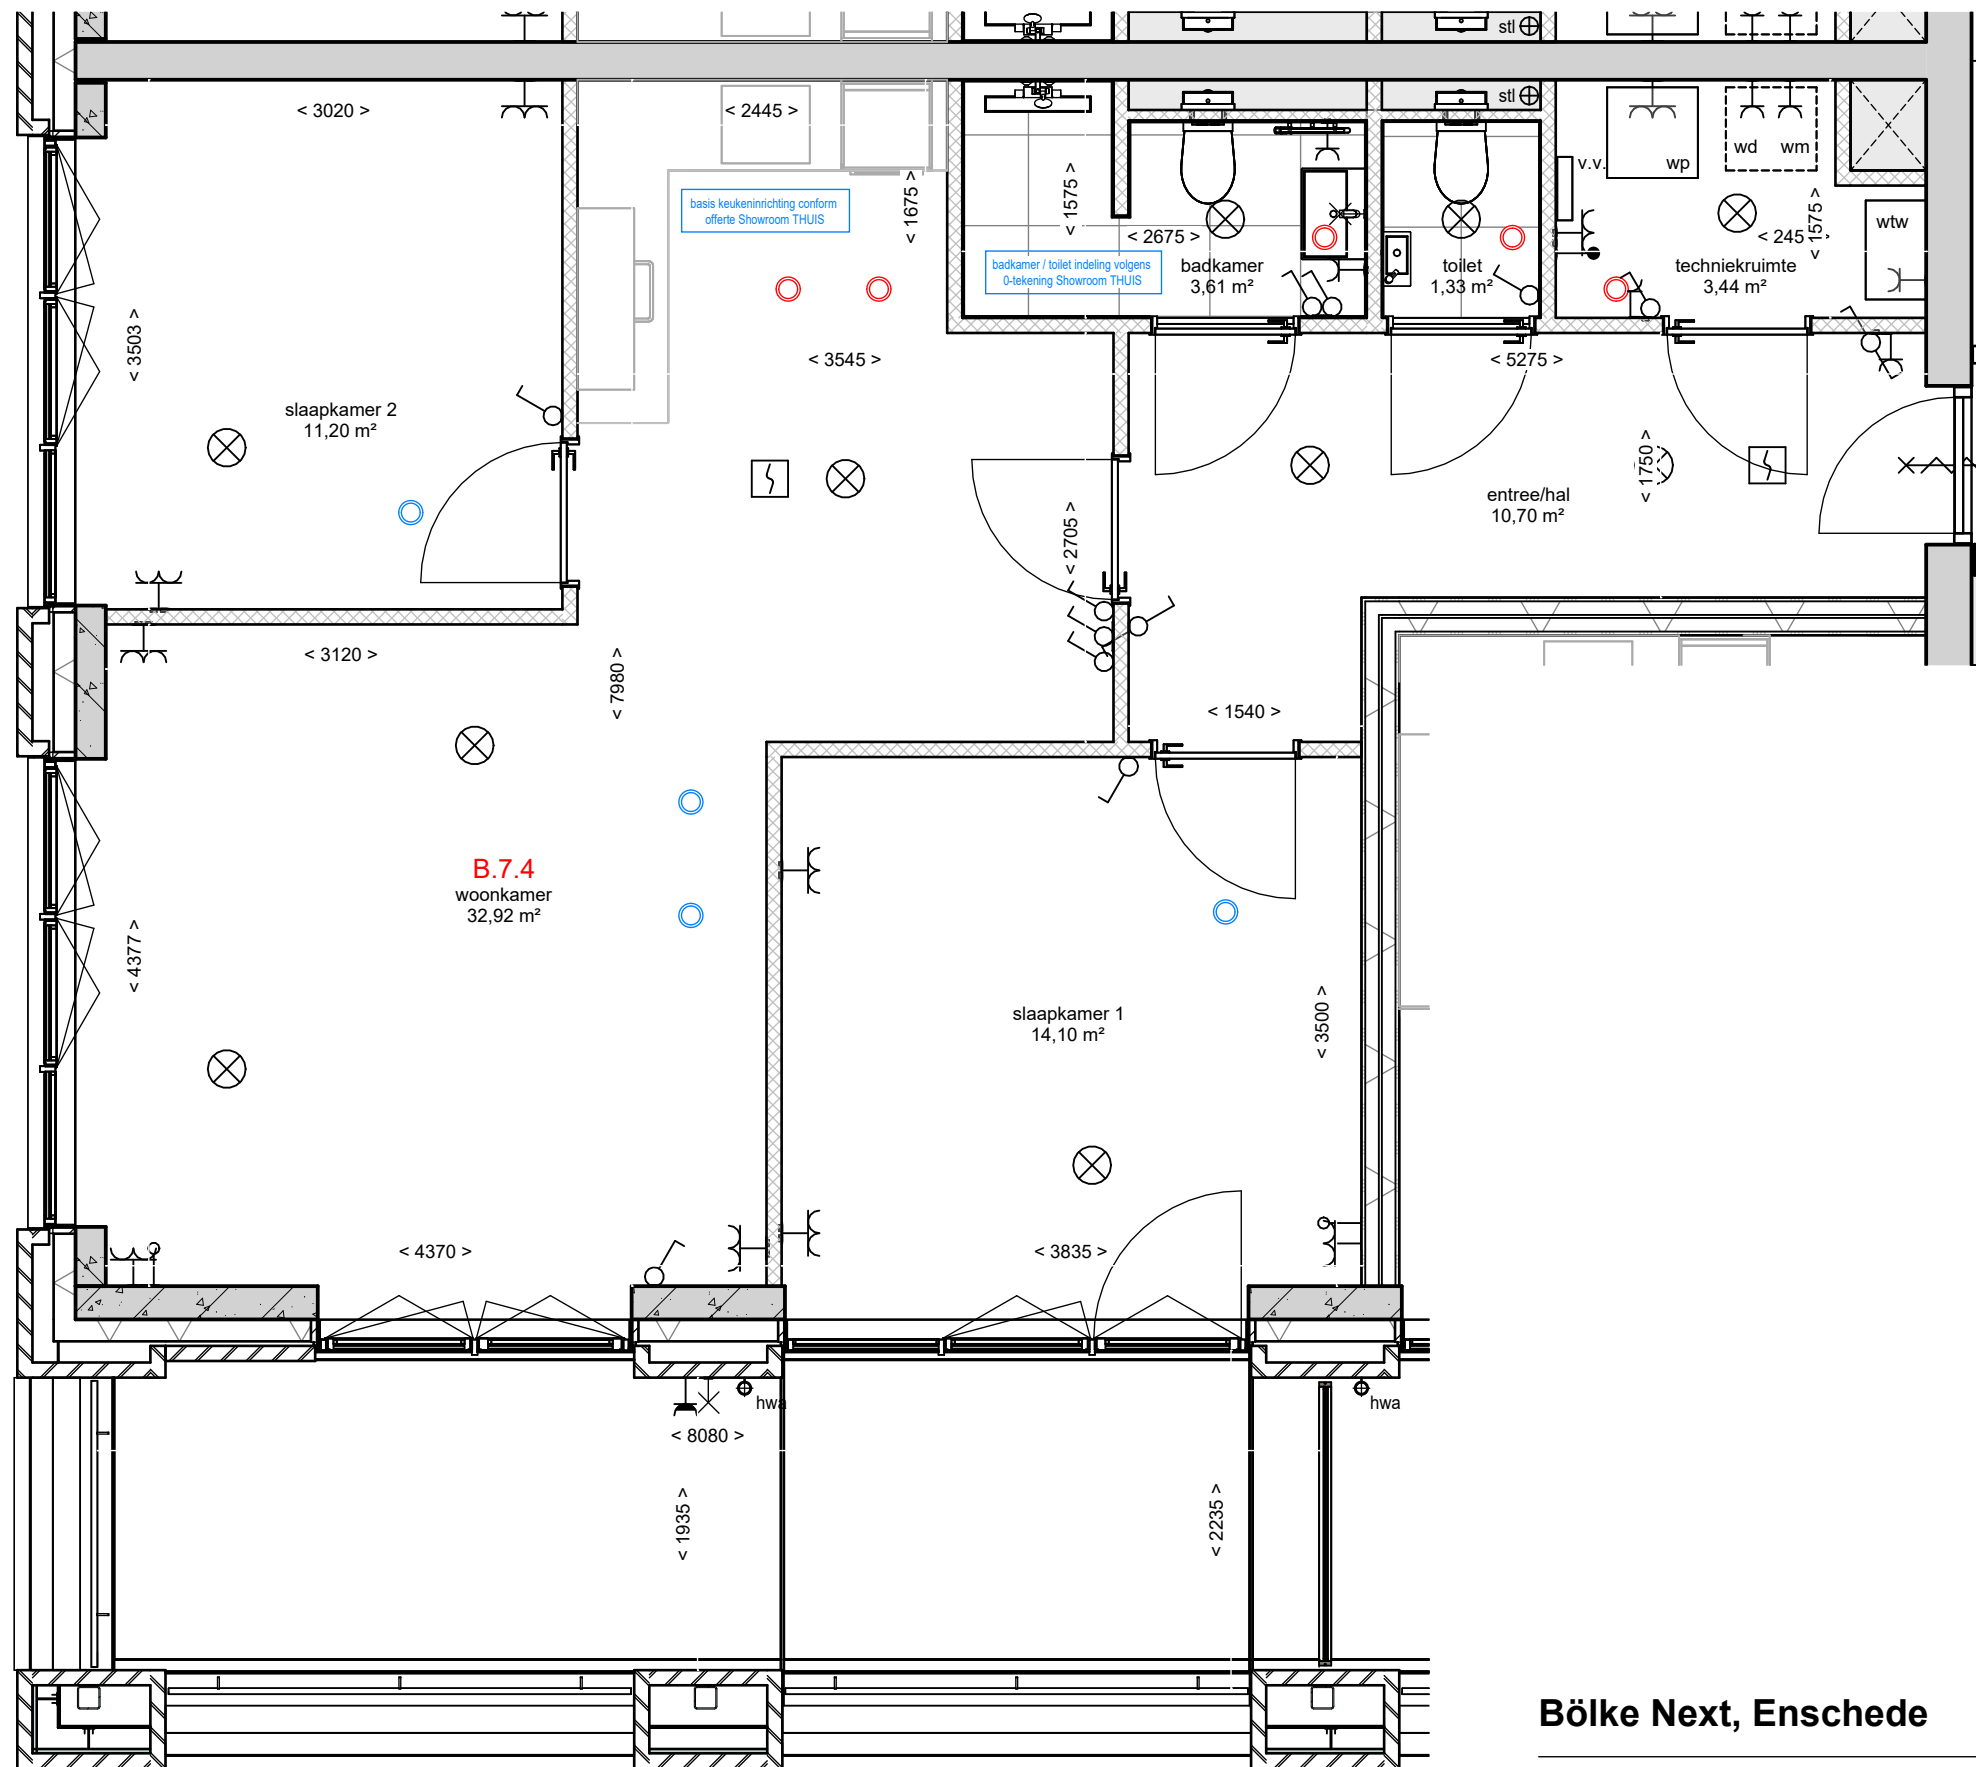 stl
< 3020 >
< 2445 >
stl
v.v.
wp
wd
wm
basis keukeninrichting conform
offerte Showroom THUIS
< 1675 >
< 1575 >
< 2675 >
badkamer
3,61 m²
badkamer / toilet indeling volgens
0-tekening Showroom THUIS
toilet
1,33 m²
< 245
< 1575 >
techniekruimte
3,44 m²
wtw
< 3503 >
< 3545 >
< 5275 >
slaapkamer 2
11,20 m²
< 1750 >
entree/hal
10,70 m²
< 2705 >
< 3120 >
< 7980 >
< 1540 >
B.7.4
woonkamer
32,92 m²
< 4377 >
slaapkamer 1
14,10 m²
< 3500 >
< 4370 >
< 3835 >
hwa
hwa
< 8080 >
< 1935 >
< 2235 >
Bölke Next, Enschede